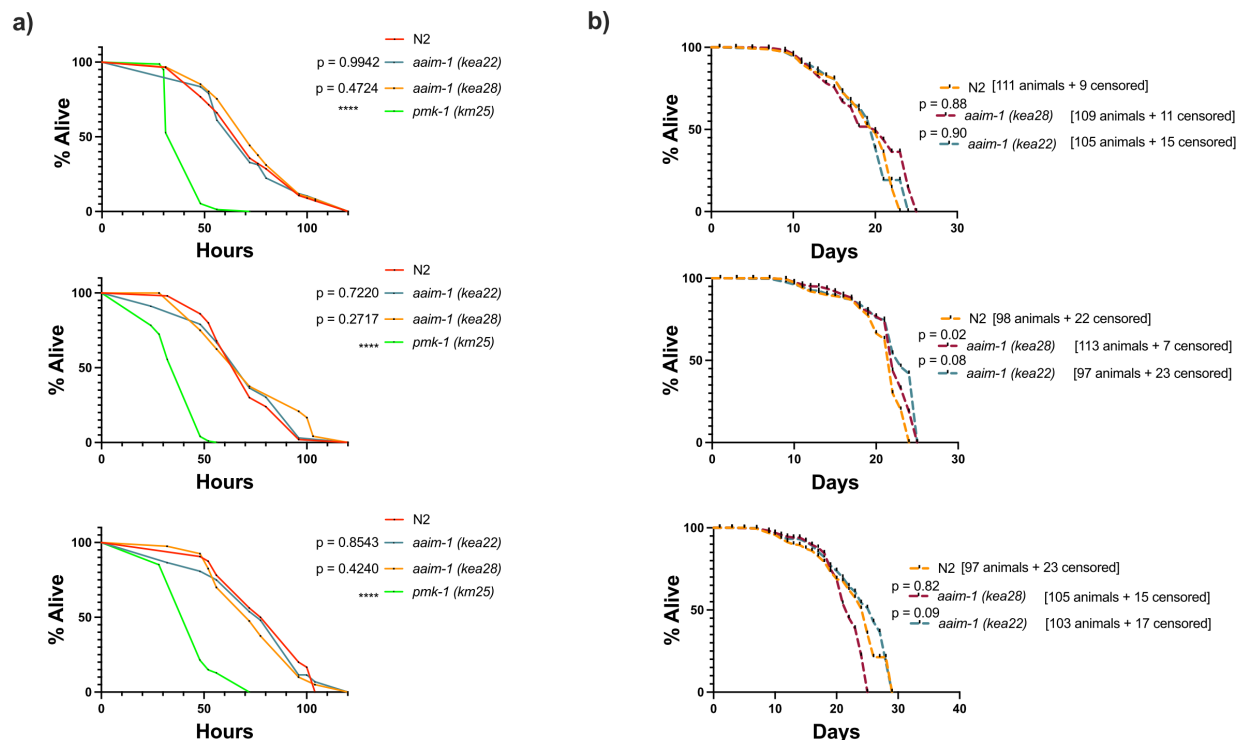 a)
N2
p = 0.9942 aaim-1 (kea22)
p = 0.4724 aaim-1 (kea28)
**** pmk-1 (km25)
% Alive
100
50
0
0 50 100
Hours
N2
p = 0.7220 aaim-1 (kea22)
p = 0.2717 aaim-1 (kea28)
**** pmk-1 (km25)
% Alive
100
50
0
0 50 100
Hours
N2
p = 0.8543 aaim-1 (kea22)
p = 0.4240 aaim-1 (kea28)
**** pmk-1 (km25)
% Alive
100
50
0
0 50 100
Hours
b)
N2 [111 animals + 9 censored]
p = 0.88
aaim-1 (kea28) [109 animals + 11 censored]
p = 0.90
aaim-1 (kea22) [105 animals + 15 censored]
% Alive
100
50
0
0 10 20 30
Days
N2 [98 animals + 22 censored]
p = 0.02
aaim-1 (kea28) [113 animals + 7 censored]
p = 0.08
aaim-1 (kea22) [97 animals + 23 censored]
% Alive
100
50
0
0 10 20 30
Days
N2 [97 animals + 23 censored]
p = 0.82
aaim-1 (kea28) [105 animals + 15 censored]
p = 0.09
aaim-1 (kea22) [103 animals + 17 censored]
% Alive
100
50
0
0 10 20 30 40
Days